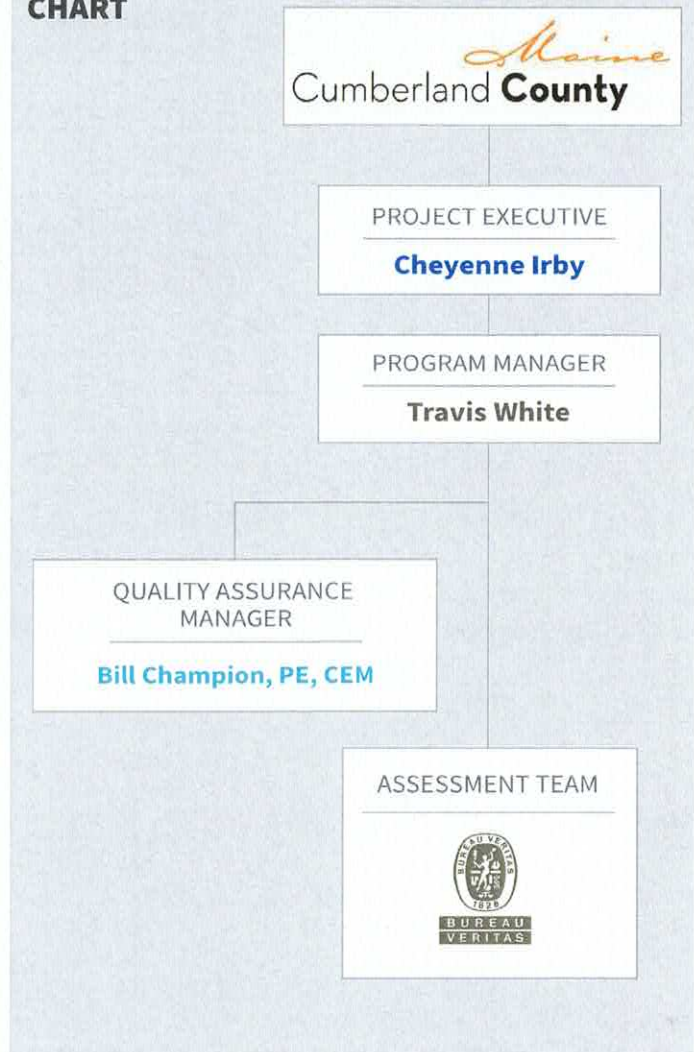 CHART
Maine
Cumberland County
PROJECT EXECUTIVE
Cheyenne Irby
PROGRAM MANAGER
Travis White
QUALITY ASSURANCE
MANAGER
Bill Champion, PE, CEM
ASSESSMENT TEAM
BUREAU VERITAS
1828
BUREAU
VERITAS